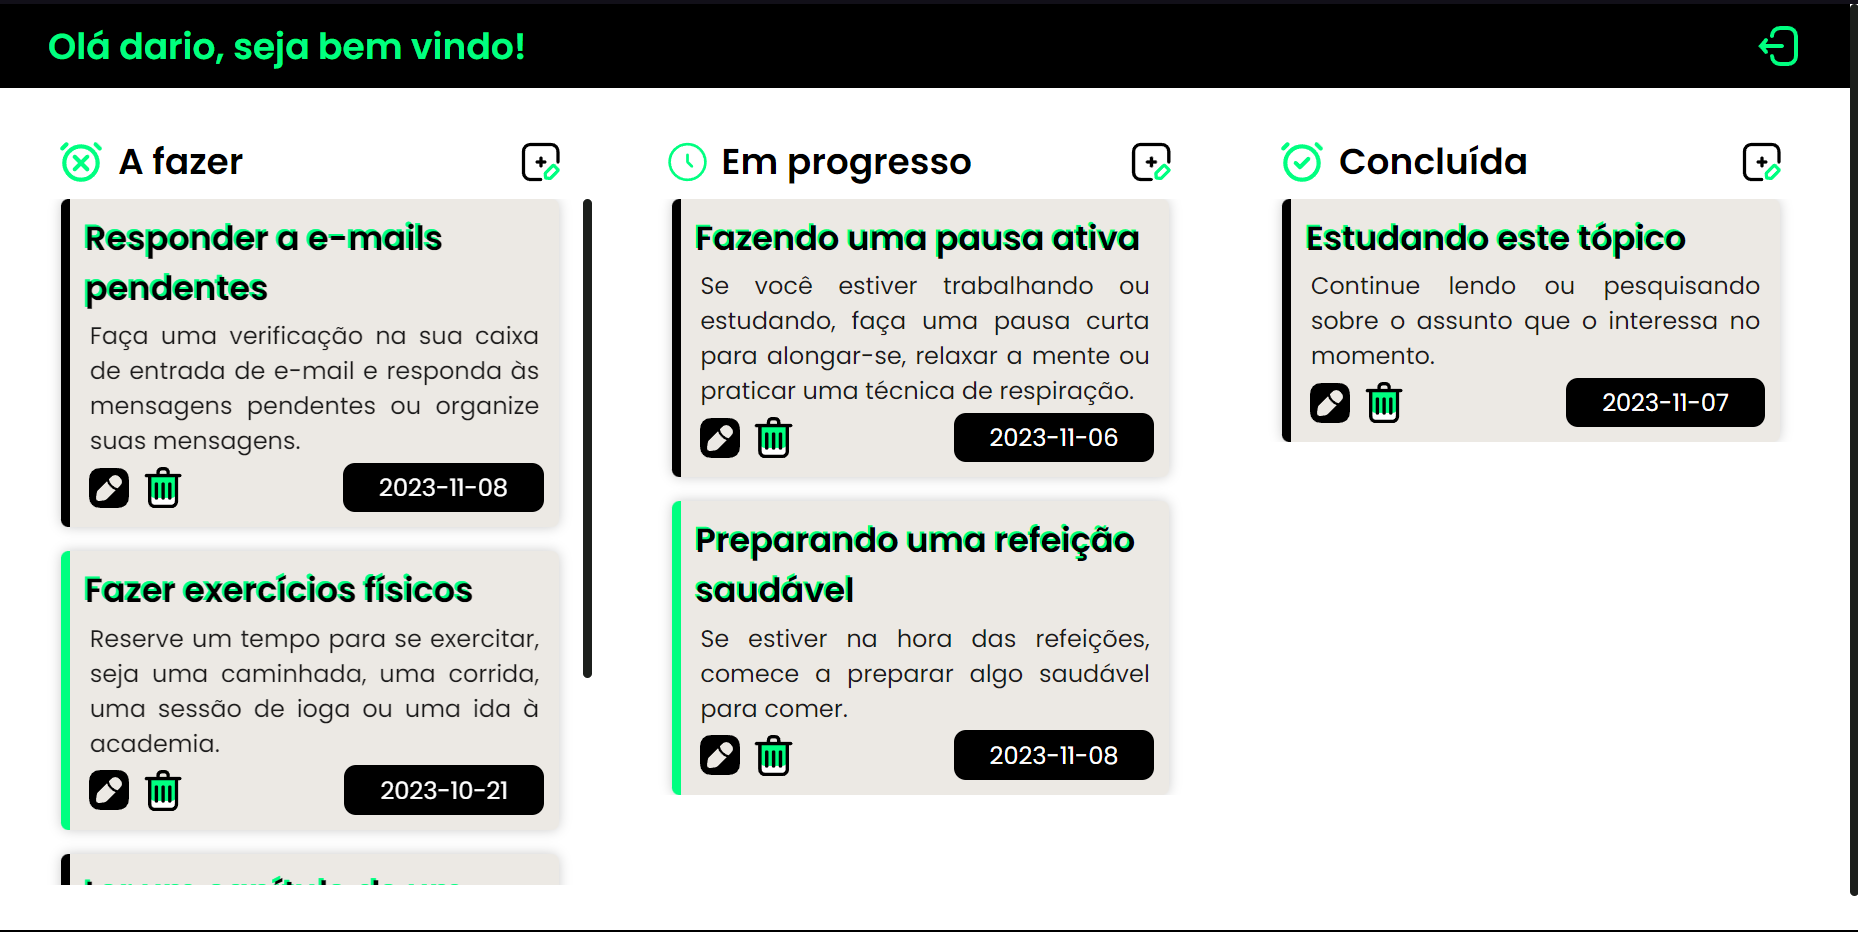 Olá dario, seja bem vindo!
A fazer
Responder a e-mails
pendentes
Faça uma verificação na sua caixa
de entrada de e-mail e responda às
mensagens pendentes ou organize
suas mensagens.
2023-11-08
Fazer exercícios físicos
Reserve um tempo para se exercitar,
seja uma caminhada, uma corrida,
uma sessão de ioga ou uma ida à
academia.
2023-10-21
Ler um capítulo de um
Em progresso
Fazendo uma pausa ativa
Se você estiver trabalhando ou
estudando, faça uma pausa curta
para alongar-se, relaxar a mente ou
praticar uma técnica de respiração.
2023-11-06
Preparando uma refeição
saudável
Se estiver na hora das refeições,
comece a preparar algo saudável
para comer.
2023-11-08
Concluída
Estudando este tópico
Continue lendo ou pesquisando
sobre o assunto que o interessa no
momento.
2023-11-07